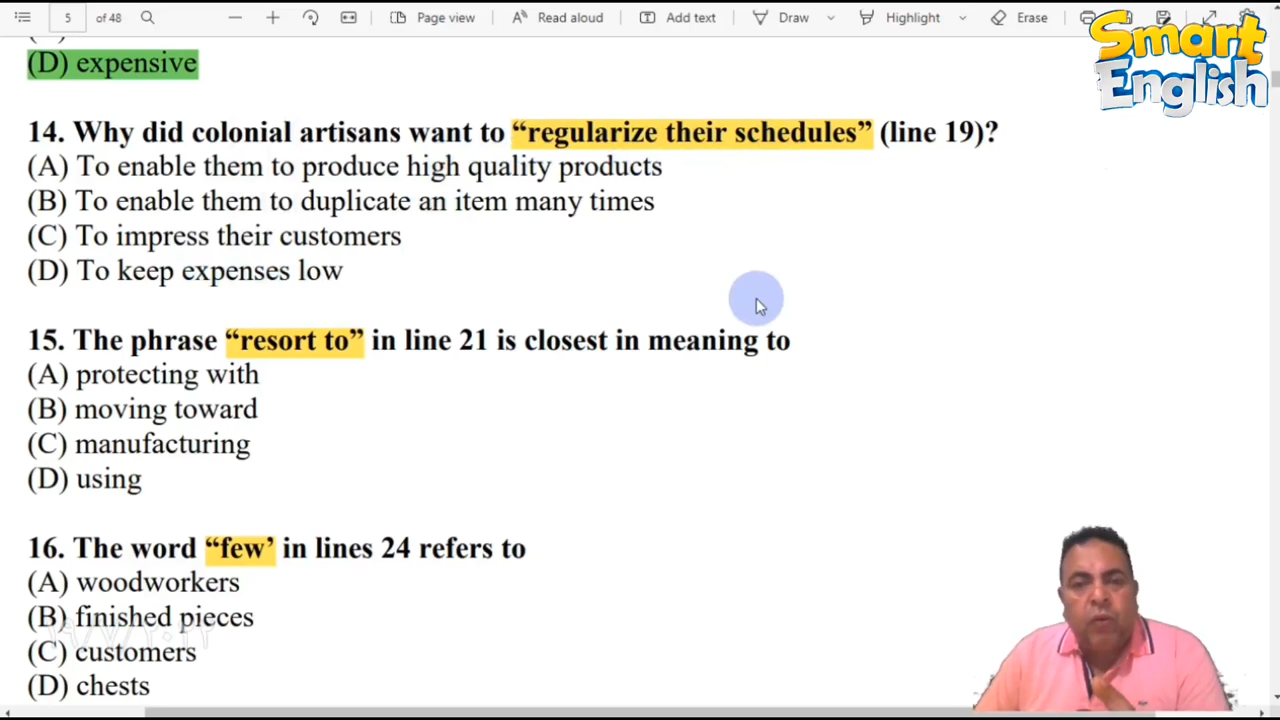 5 of 48 Page view Read aloud Add text Draw Highlight Erase
Smart
English
(D) expensive
14. Why did colonial artisans want to “regularize their schedules” (line 19)?
(A) To enable them to produce high quality products
(B) To enable them to duplicate an item many times
(C) To impress their customers
(D) To keep expenses low
15. The phrase “resort to” in line 21 is closest in meaning to
(A) protecting with
(B) moving toward
(C) manufacturing
(D) using
16. The word “few’ in lines 24 refers to
(A) woodworkers
(B) finished pieces
(C) customers
(D) chests